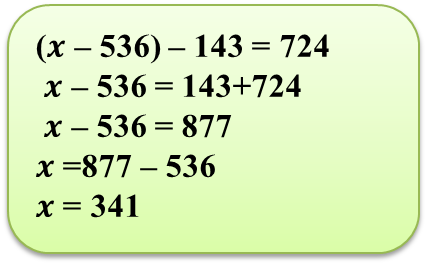 (x – 536) – 143 = 724
x – 536 = 143+724
x – 536 = 877
x =877 – 536
x = 341